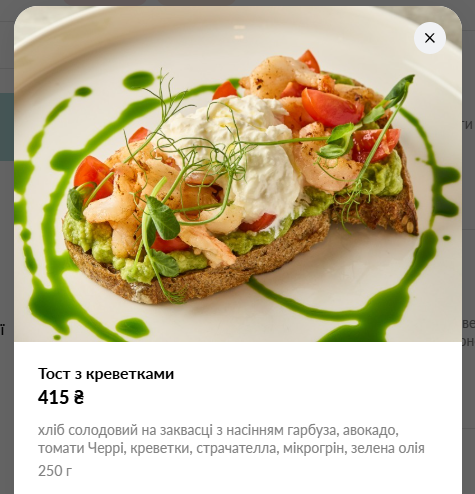 Тост з креветками
415 ₴
хліб солодовий на заквасці з насінням гарбуза, авокадо,
томати Черрі, креветки, страчателла, мікрогрін, зелена олія
250 г